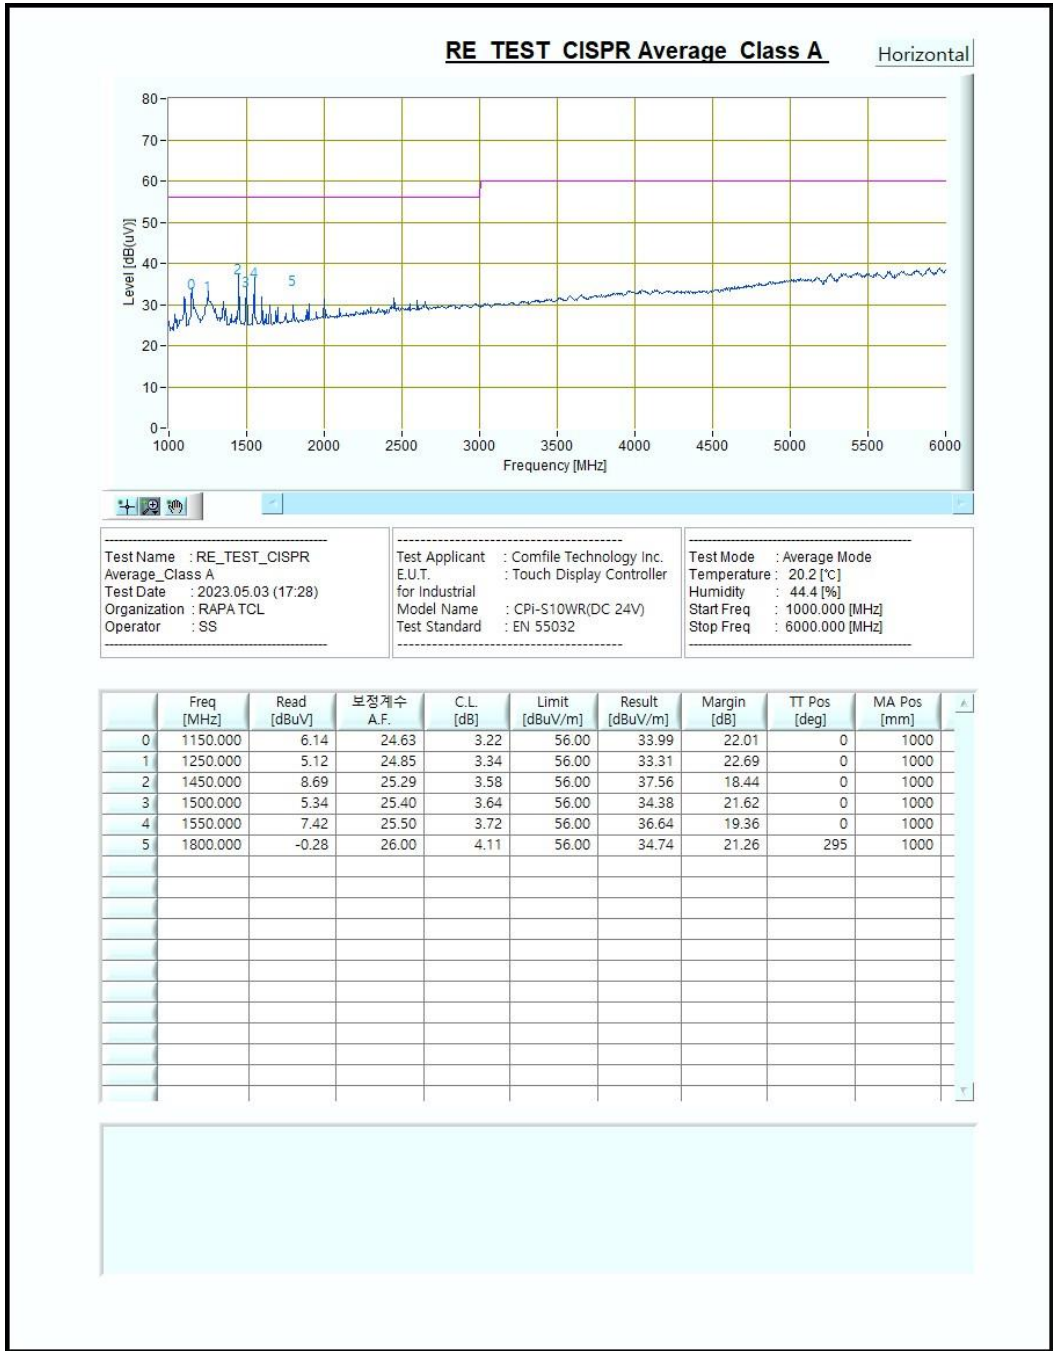 RE_TEST_CISPR Average_Class A
Horizontal
80
70
60
50
40
30
20
10
0
Level [dB(uV)]
0
1
2
3
4
5
1000
1500
2000
2500
3000
3500
4000
4500
5000
5500
6000
Frequency [MHz]
Test Name : RE_TEST_CISPR
Average_Class A
Test Date : 2023.05.03 (17:28)
Organization : RAPA TCL
Operator : SS
Test Applicant : Comfile Technology Inc.
E.U.T. : Touch Display Controller
for Industrial
Model Name : CPi-S10WR(DC 24V)
Test Standard : EN 55032
Test Mode : Average Mode
Temperature : 20.2 [℃]
Humidity : 44.4 [%]
Start Freq : 1000.000 [MHz]
Stop Freq : 6000.000 [MHz]
Freq [MHz] Read [dBuV] 보정계수 A.F. C.L. [dB] Limit [dBuV/m] Result [dBuV/m] Margin [dB] TT Pos [deg] MA Pos [mm]
0 1150.000 6.14 24.63 3.22 56.00 33.99 22.01 0 1000
1 1250.000 5.12 24.85 3.34 56.00 33.31 22.69 0 1000
2 1450.000 8.69 25.29 3.58 56.00 37.56 18.44 0 1000
3 1500.000 5.34 25.40 3.64 56.00 34.38 21.62 0 1000
4 1550.000 7.42 25.50 3.72 56.00 36.64 19.36 0 1000
5 1800.000 -0.28 26.00 4.11 56.00 34.74 21.26 295 1000